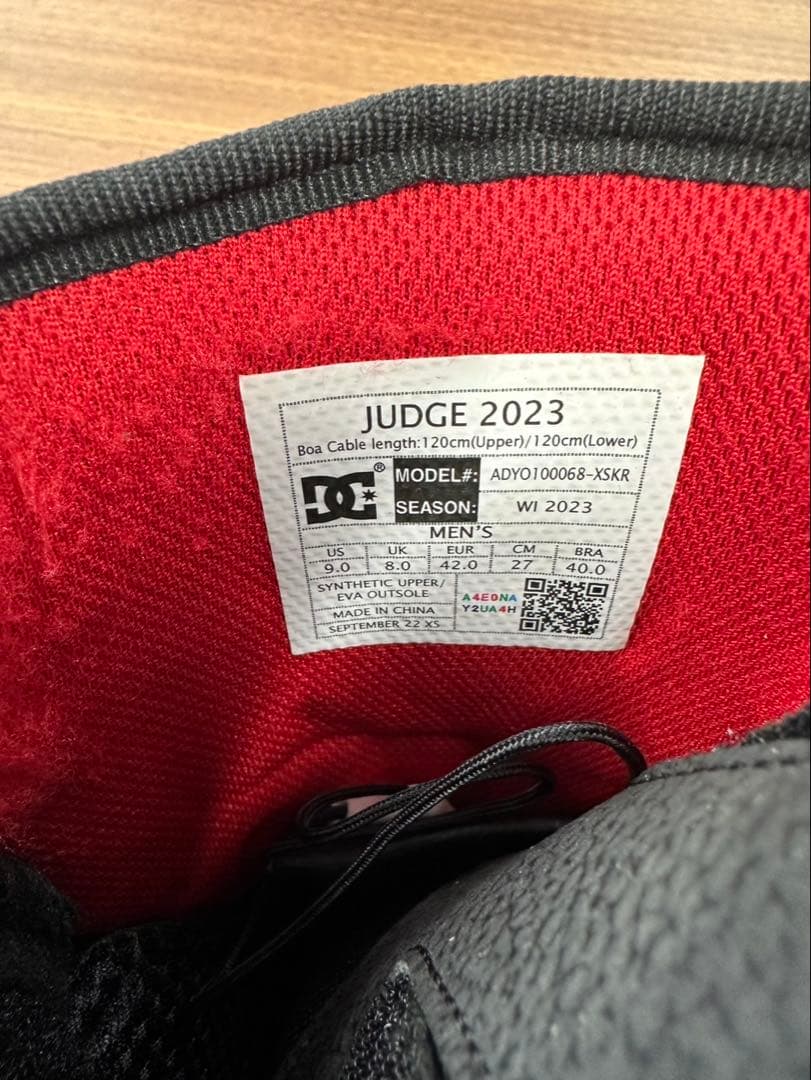 JUDGE 2023
Boa Cable length:120cm(Upper)/120cm(Lower)
DC® MODEL#: ADYO100068-XSKR
SEASON: WI 2023
MEN'S
US UK EUR CM BRA
9.0 8.0 42.0 27 40.0
SYNTHETIC UPPER/
EVA OUTSOLE
MADE IN CHINA
SEPTEMBER 22 XS
A4E0NA
Y2UA4H